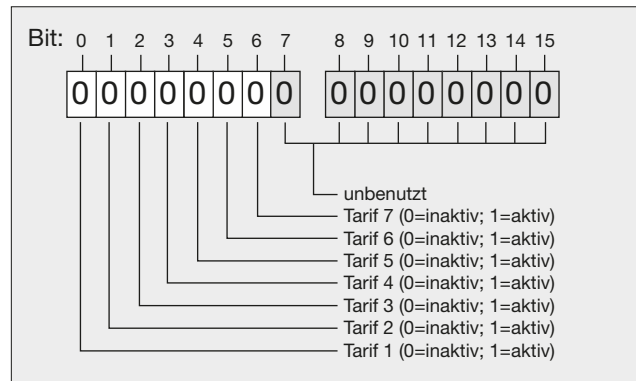 Bit: 0 1 2 3 4 5 6 7 8 9 10 11 12 13 14 15
0 0 0 0 0 0 0 0 0 0 0 0 0 0 0 0
unbenutzt
Tarif 7 (0=inaktiv; 1=aktiv)
Tarif 6 (0=inaktiv; 1=aktiv)
Tarif 5 (0=inaktiv; 1=aktiv)
Tarif 4 (0=inaktiv; 1=aktiv)
Tarif 3 (0=inaktiv; 1=aktiv)
Tarif 2 (0=inaktiv; 1=aktiv)
Tarif 1 (0=inaktiv; 1=aktiv)